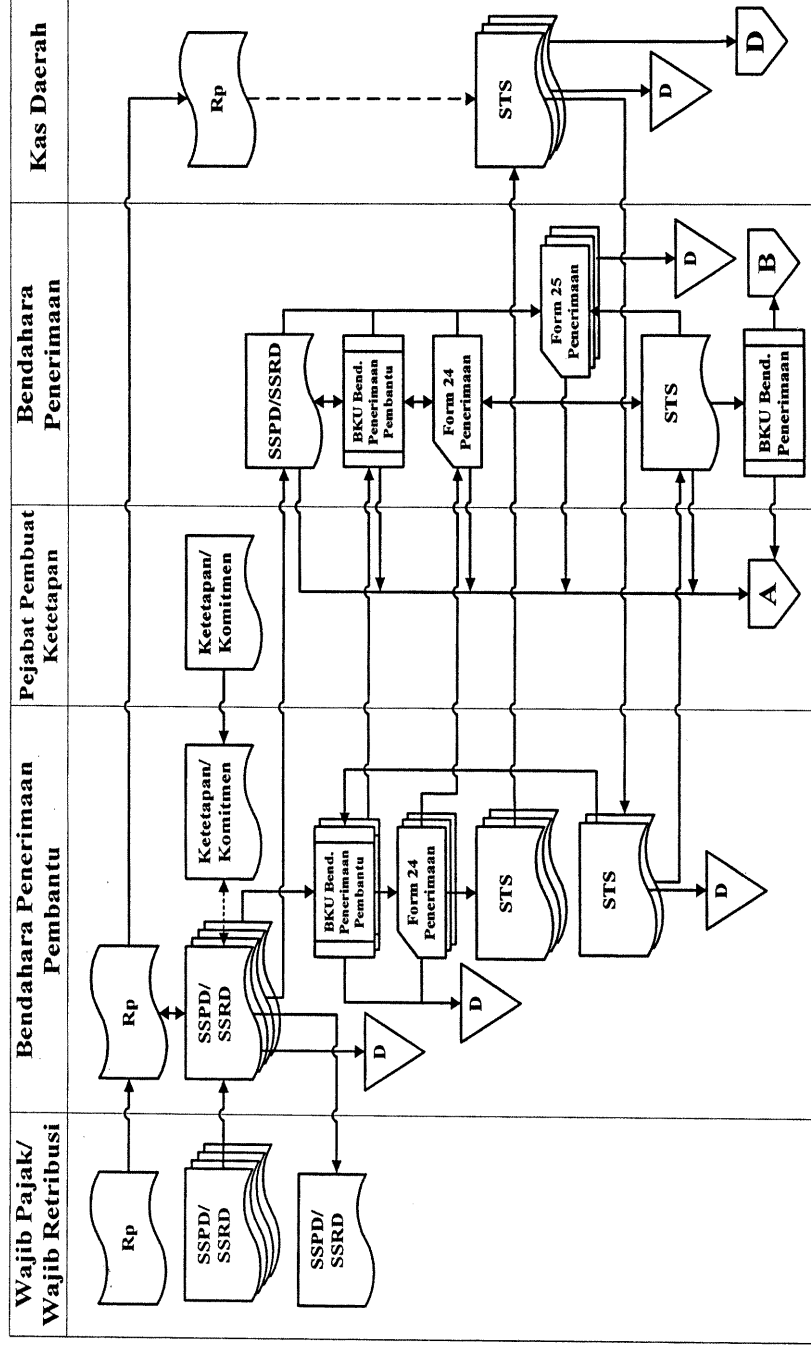 Wajib Pajak/
Wajib Retribusi
Bendahara Penerimaan
Pembantu
Pejabat Pembuat
Ketetapan
Bendahara
Penerimaan
Kas Daerah
Rp
SSPD/
SSRD
SSPD/
SSRD
Rp
SSPD/
SSRD
D
Ketetapan/
Komitmen
BKU Bend.
Penerimaan
Pembantu
Form 24
Penerimaan
D
STS
STS
D
Ketetapan/
Komitmen
A
SSPD/SSRD
BKU Bend.
Penerimaan
Pembantu
Form 24
Penerimaan
Form 25
Penerimaan
D
STS
BKU Bend.
Penerimaan
B
Rp
STS
D
D